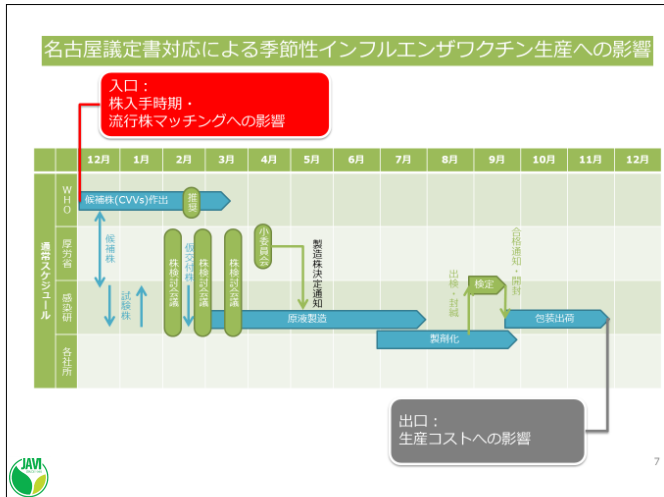 名古屋議定書対応による季節性インフルエンザワクチン生産への影響
入口：
株入手時期・
流行株マッチングへの影響
12月 1月 2月 3月 4月 5月 6月 7月 8月 9月 10月 11月 12月
通常スケジュール
WHO
候補株(CVVs)作出
推奨
厚労省
候補株
株検討会議
仮交付株
株検討会議
株検討会議
小委員会
製造株決定通知
合格通知・開封
感染研
試験株
出検・封緘
検定
原液製造
包装出荷
各社所
製剤化
出口：
生産コストへの影響
JAVI
7